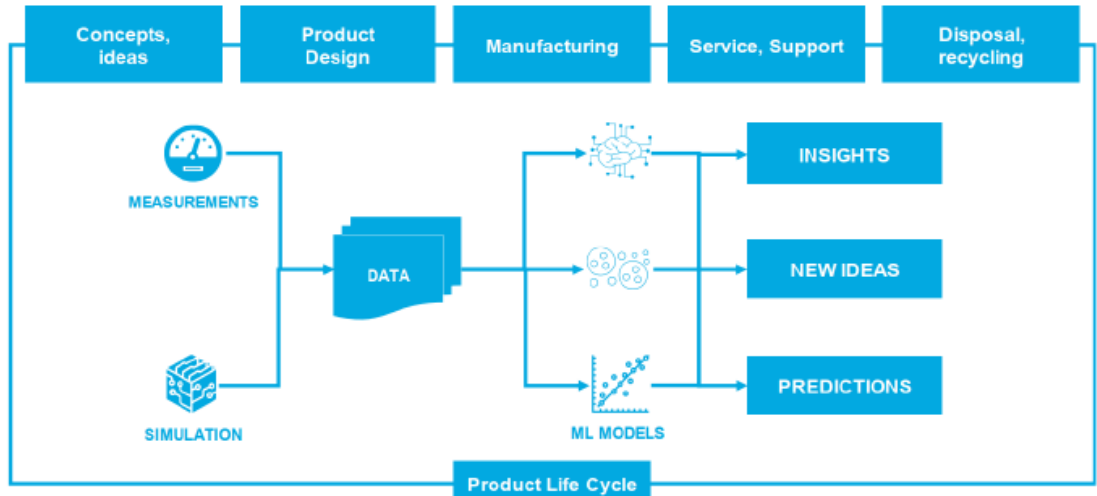 Concepts,
ideas
Product
Design
Manufacturing
Service, Support
Disposal,
recycling
MEASUREMENTS
INSIGHTS
DATA
NEW IDEAS
SIMULATION
ML MODELS
PREDICTIONS
Product Life Cycle